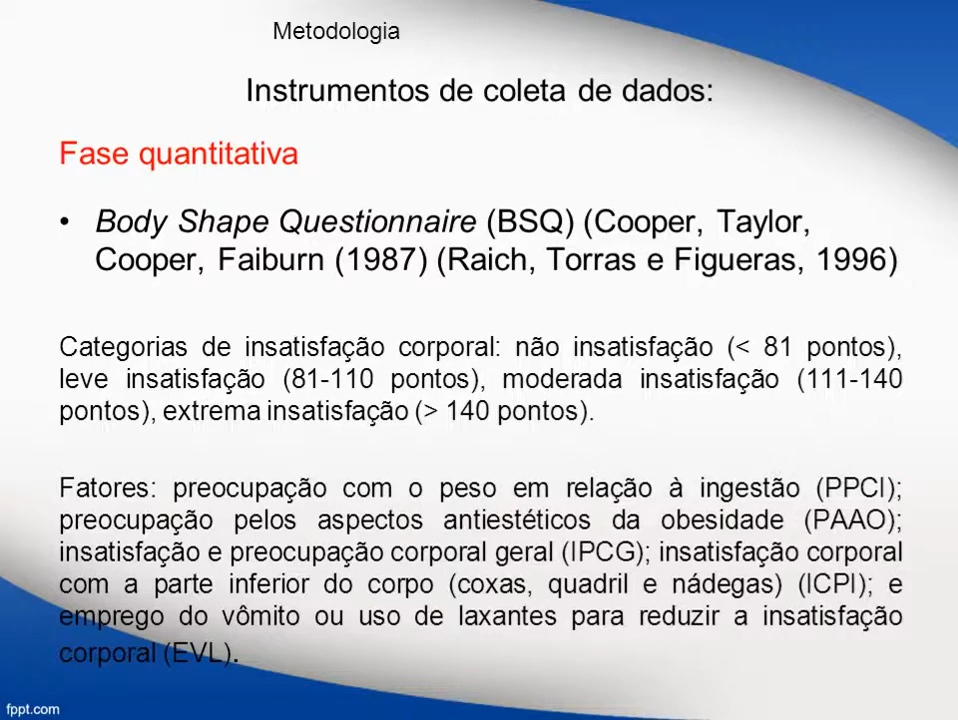 Metodologia
Instrumentos de coleta de dados:
Fase quantitativa
• Body Shape Questionnaire (BSQ) (Cooper, Taylor,
Cooper, Faiburn (1987) (Raich, Torras e Figueras, 1996)
Categorias de insatisfação corporal: não insatisfação (< 81 pontos),
leve insatisfação (81-110 pontos), moderada insatisfação (111-140
pontos), extrema insatisfação (> 140 pontos).
Fatores: preocupação com o peso em relação à ingestão (PPCI);
preocupação pelos aspectos antiestéticos da obesidade (PAAO);
insatisfação e preocupação corporal geral (IPCG); insatisfação corporal
com a parte inferior do corpo (coxas, quadril e nádegas) (ICPI); e
emprego do vômito ou uso de laxantes para reduzir a insatisfação
corporal (EVL).
fppt.com